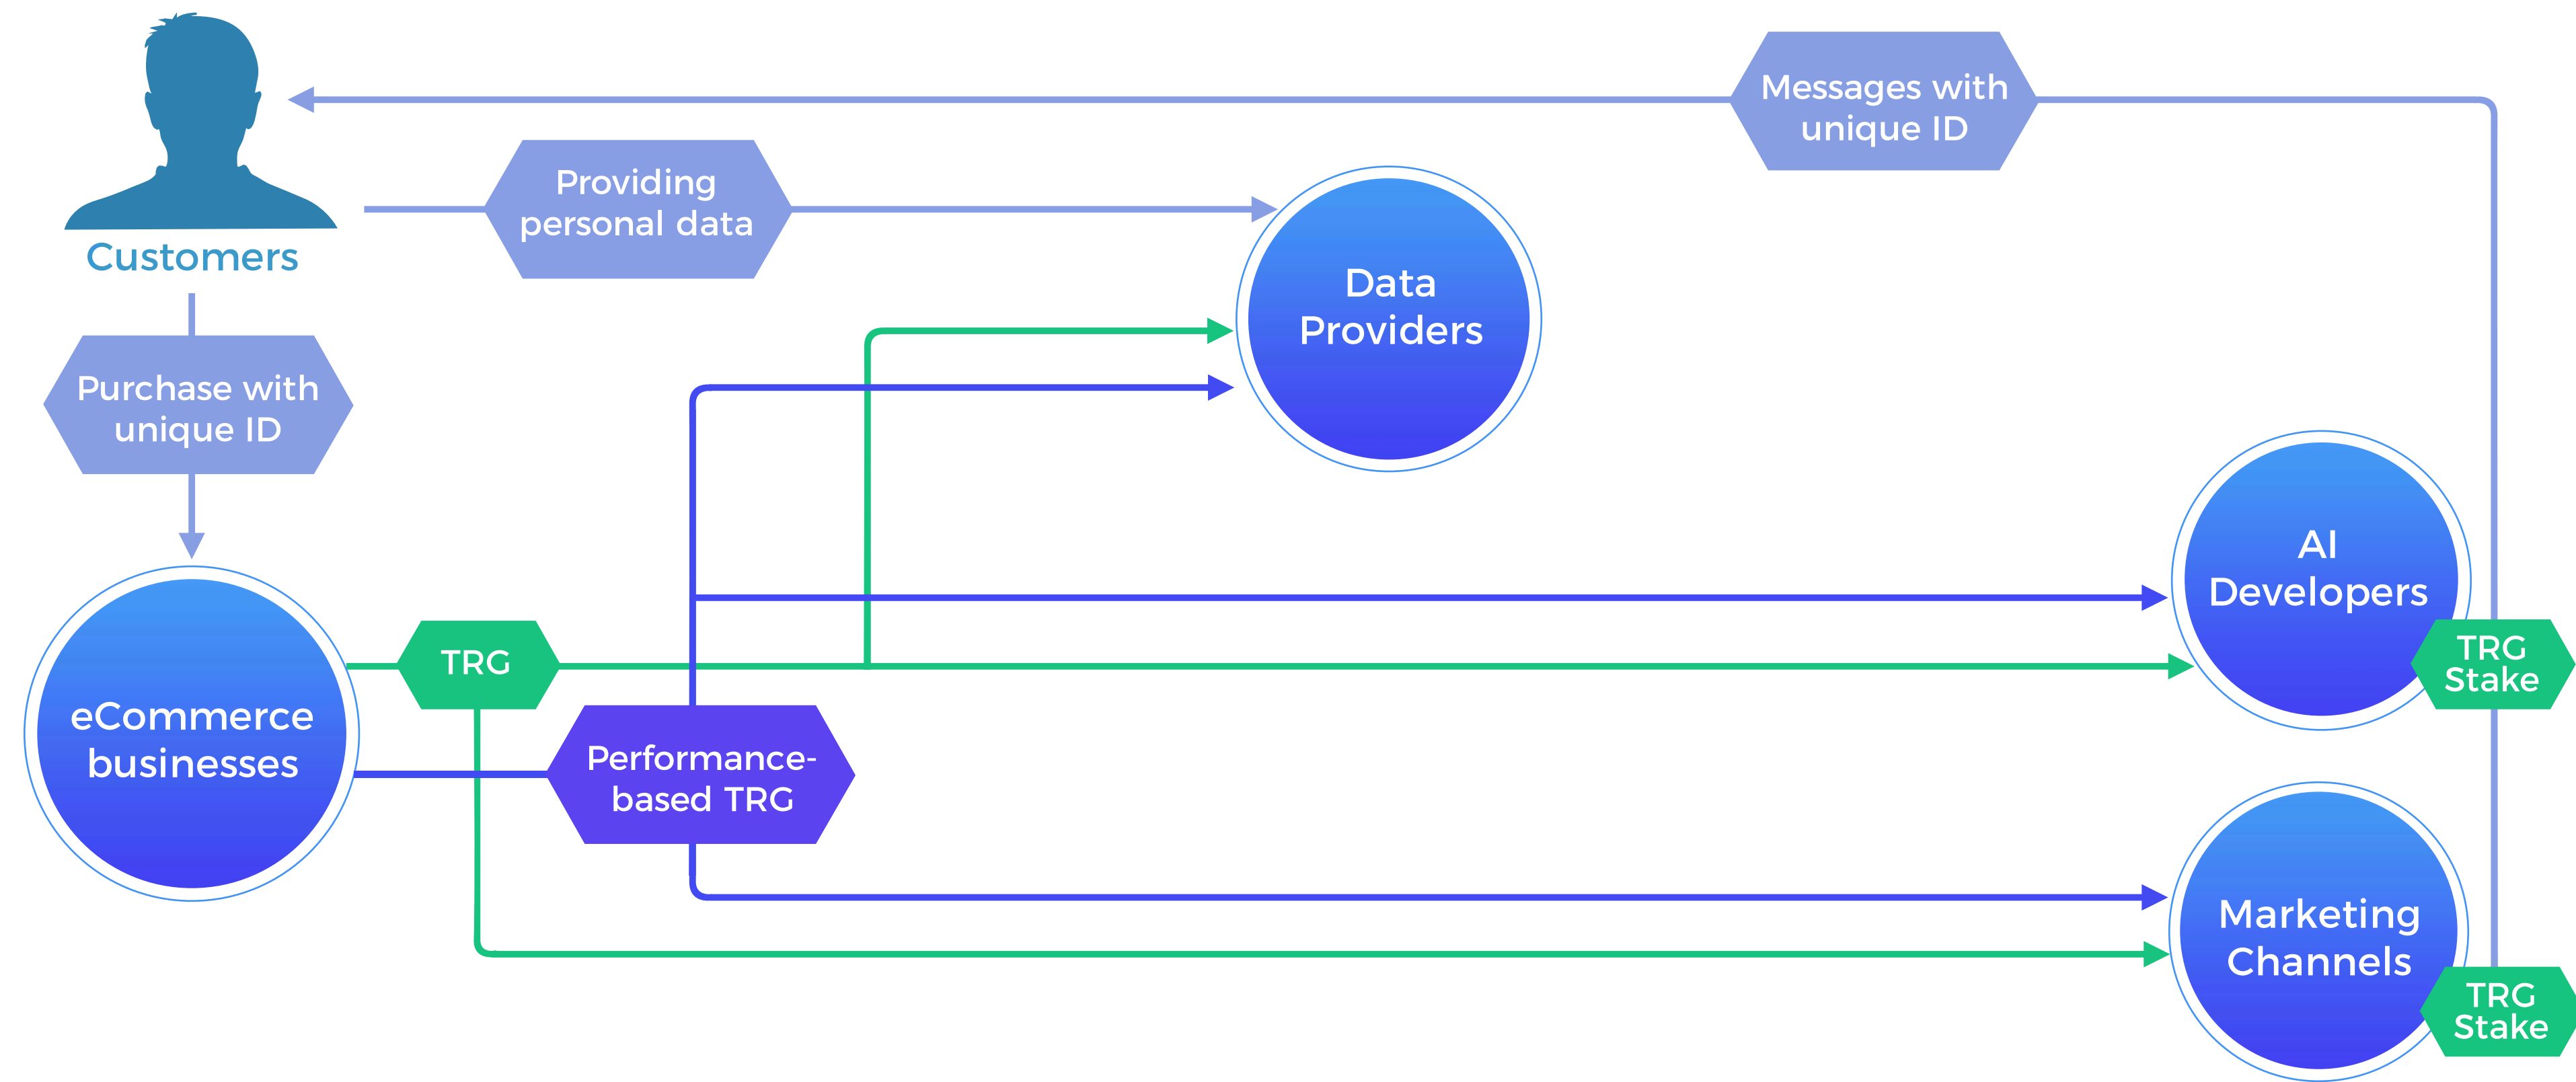 Messages with
unique ID
Providing
personal data
Customers
Data
Providers
Purchase with
unique ID
AI
Developers
TRG
TRG
Stake
eCommerce
businesses
Performance-
based TRG
Marketing
Channels
TRG
Stake